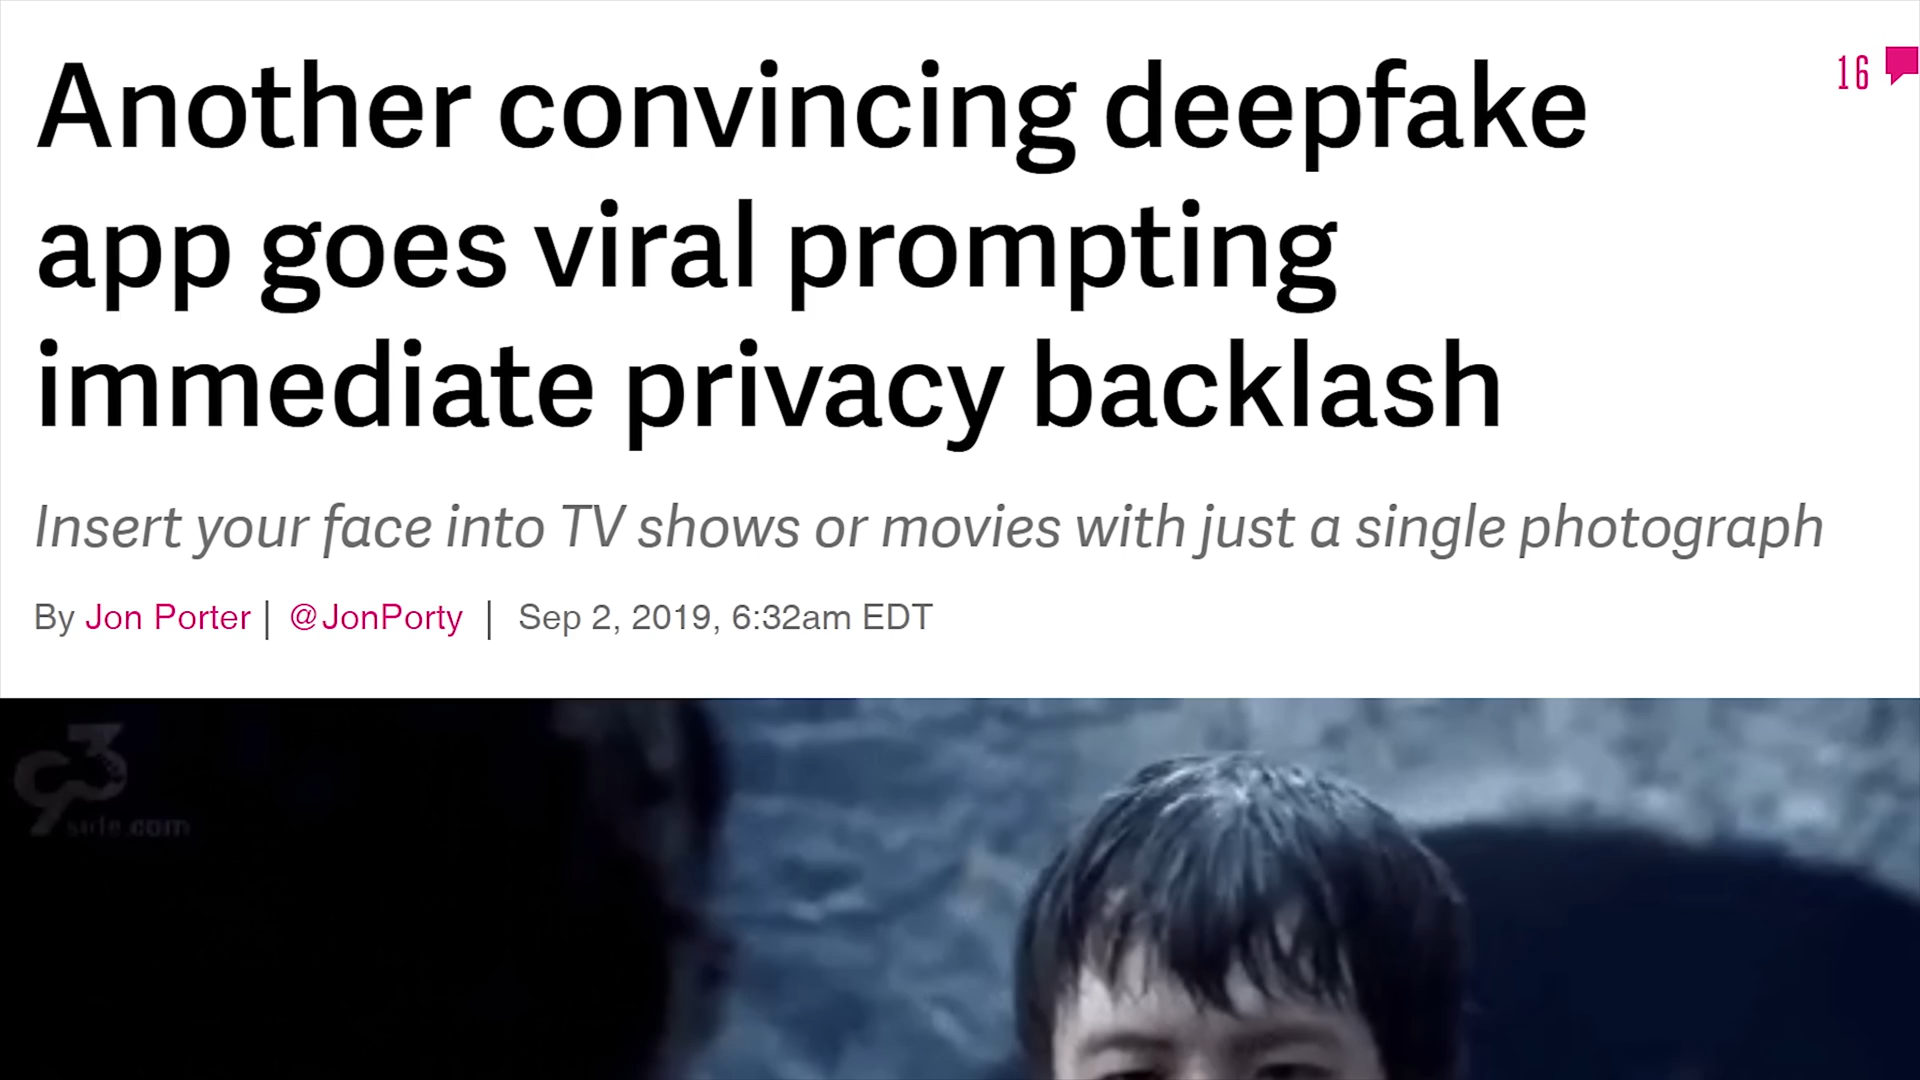 Another convincing deepfake
16
app goes viral prompting
immediate privacy backlash
Insert your face into TV shows or movies with just a single photograph
By Jon Porter | @JonPorty | Sep 2, 2019, 6:32am EDT
.com